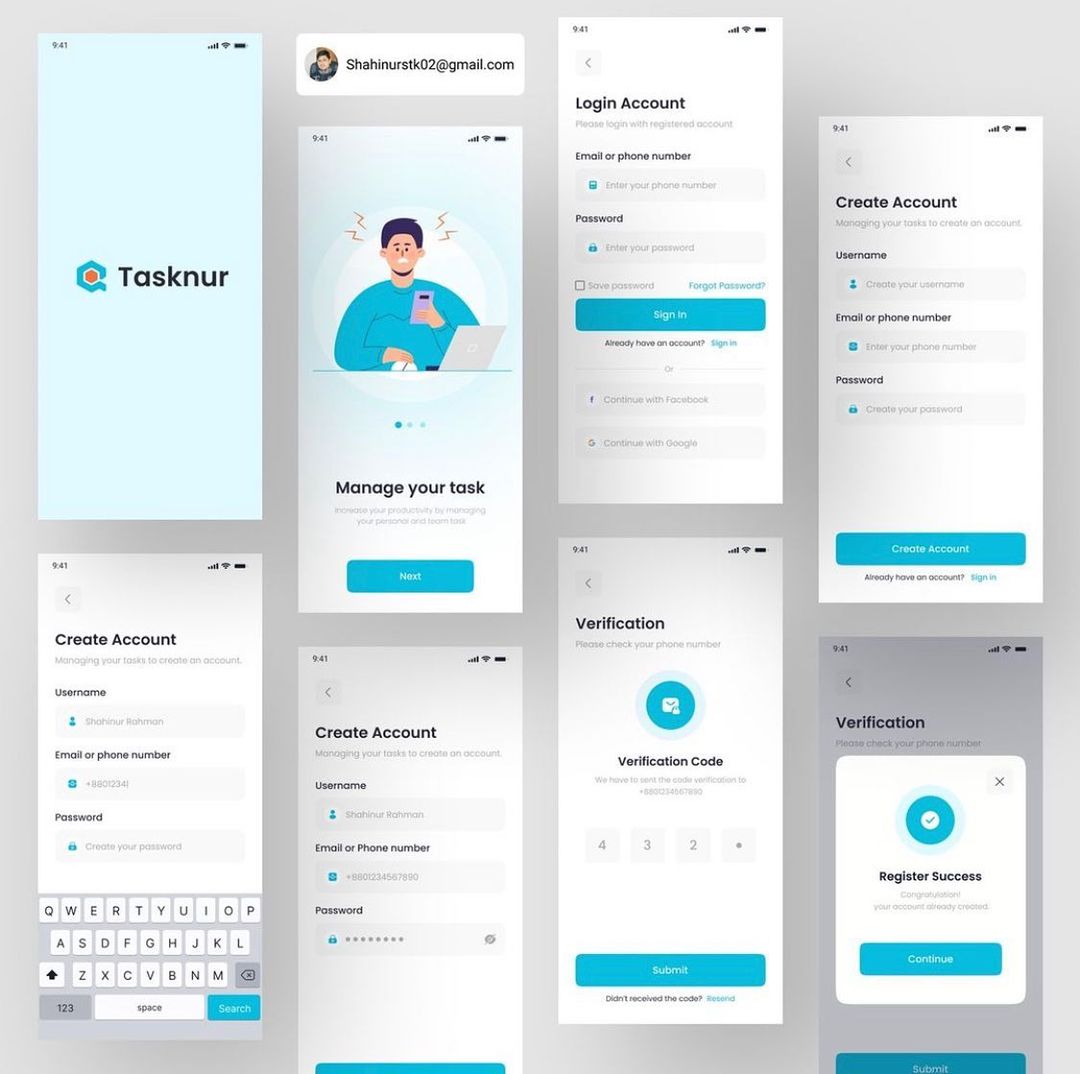 9:41
Tasknur
Shahinurstk02@gmail.com
9:41
Manage your task
Increase your productivity by managing
your personal and team task
Next
9:41
Login Account
Please login with registered account
Email or phone number
Enter your phone number
Password
Enter your password
Save password
Forgot Password?
Sign In
Already have an account? Sign in
Or
Continue with Facebook
Continue with Google
9:41
Create Account
Managing your tasks to create an account.
Username
Create your username
Email or phone number
Enter your phone number
Password
Create your password
Create Account
Already have an account? Sign in
9:41
Create Account
Managing your tasks to create an account.
Username
Shahinur Rahman
Email or phone number
+88012341
Password
Create your password
Q W E R T Y U I O P
A S D F G H J K L
Z X C V B N M
123 space Search
9:41
Create Account
Managing your tasks to create an account.
Username
Shahinur Rahman
Email or Phone number
+8801234567890
Password
9:41
Verification
Please check your phone number
Verification Code
We have to sent the code verification to
+8801234567890
4 3 2
Submit
Didn't received the code? Resend
9:41
Verification
Please check your phone number
Register Success
Congratulation!
your account already created.
Continue
Submit